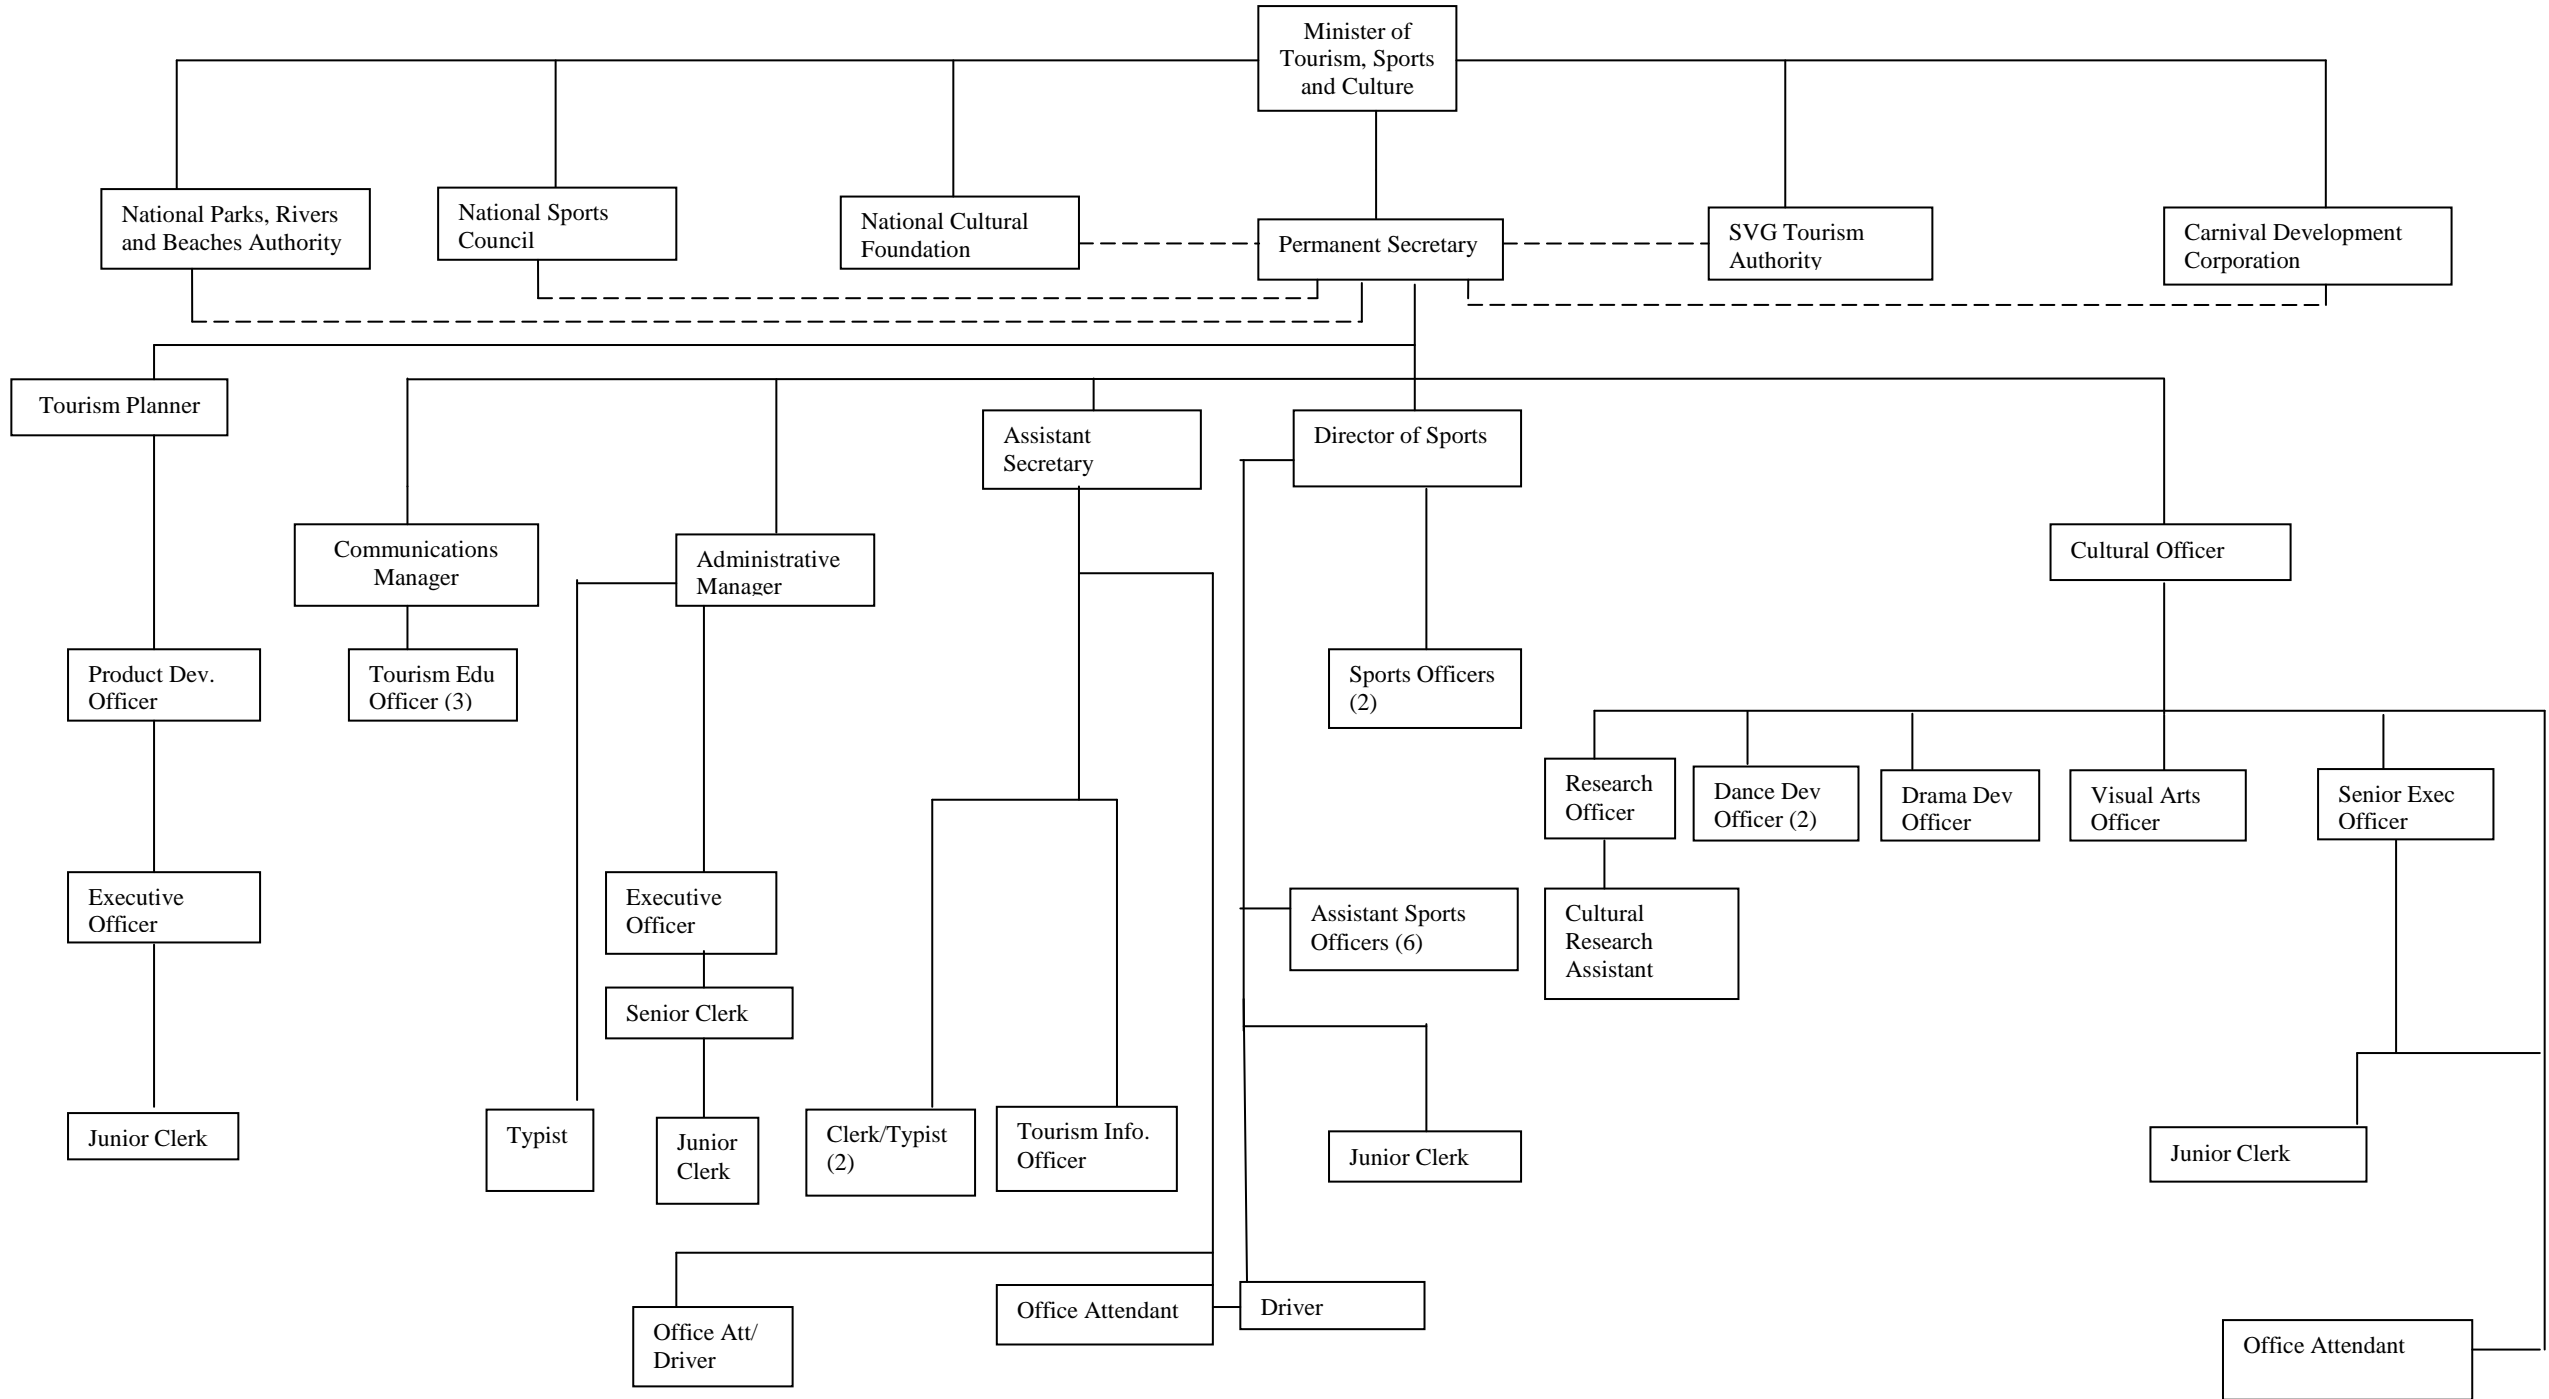 Minister of
Tourism, Sports
and Culture
National Parks, Rivers
and Beaches Authority
National Sports
Council
National Cultural
Foundation
Permanent Secretary
SVG Tourism
Authority
Carnival Development
Corporation
Tourism Planner
Assistant
Secretary
Director of Sports
Communications
Manager
Administrative
Manager
Cultural Officer
Product Dev.
Officer
Tourism Edu
Officer (3)
Sports Officers
(2)
Research
Officer
Dance Dev
Officer (2)
Drama Dev
Officer
Visual Arts
Officer
Senior Exec
Officer
Executive
Officer
Executive
Officer
Assistant Sports
Officers (6)
Cultural
Research
Assistant
Senior Clerk
Junior Clerk
Typist
Junior
Clerk
Clerk/Typist
(2)
Tourism Info.
Officer
Junior Clerk
Junior Clerk
Office Att/
Driver
Office Attendant
Driver
Office Attendant